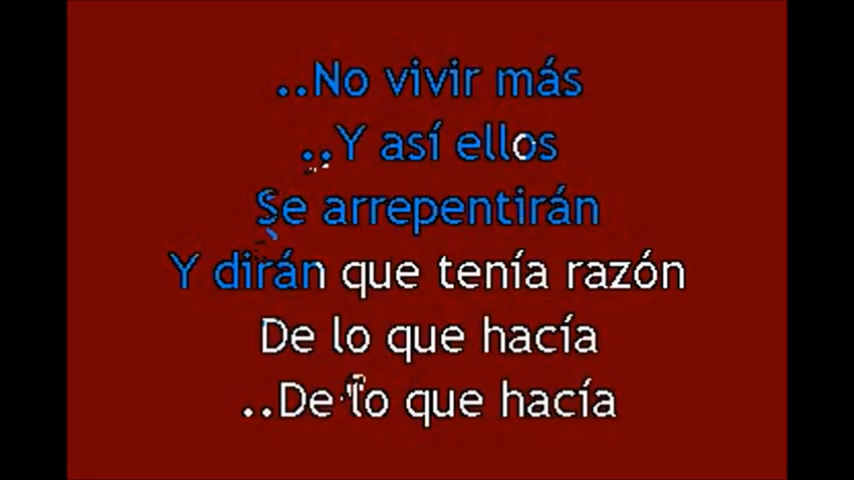 ..No vivir más
..Y así ellos
Se arrepentirán
Y dirán que tenía razón
De lo que hacía
..De lo que hacía